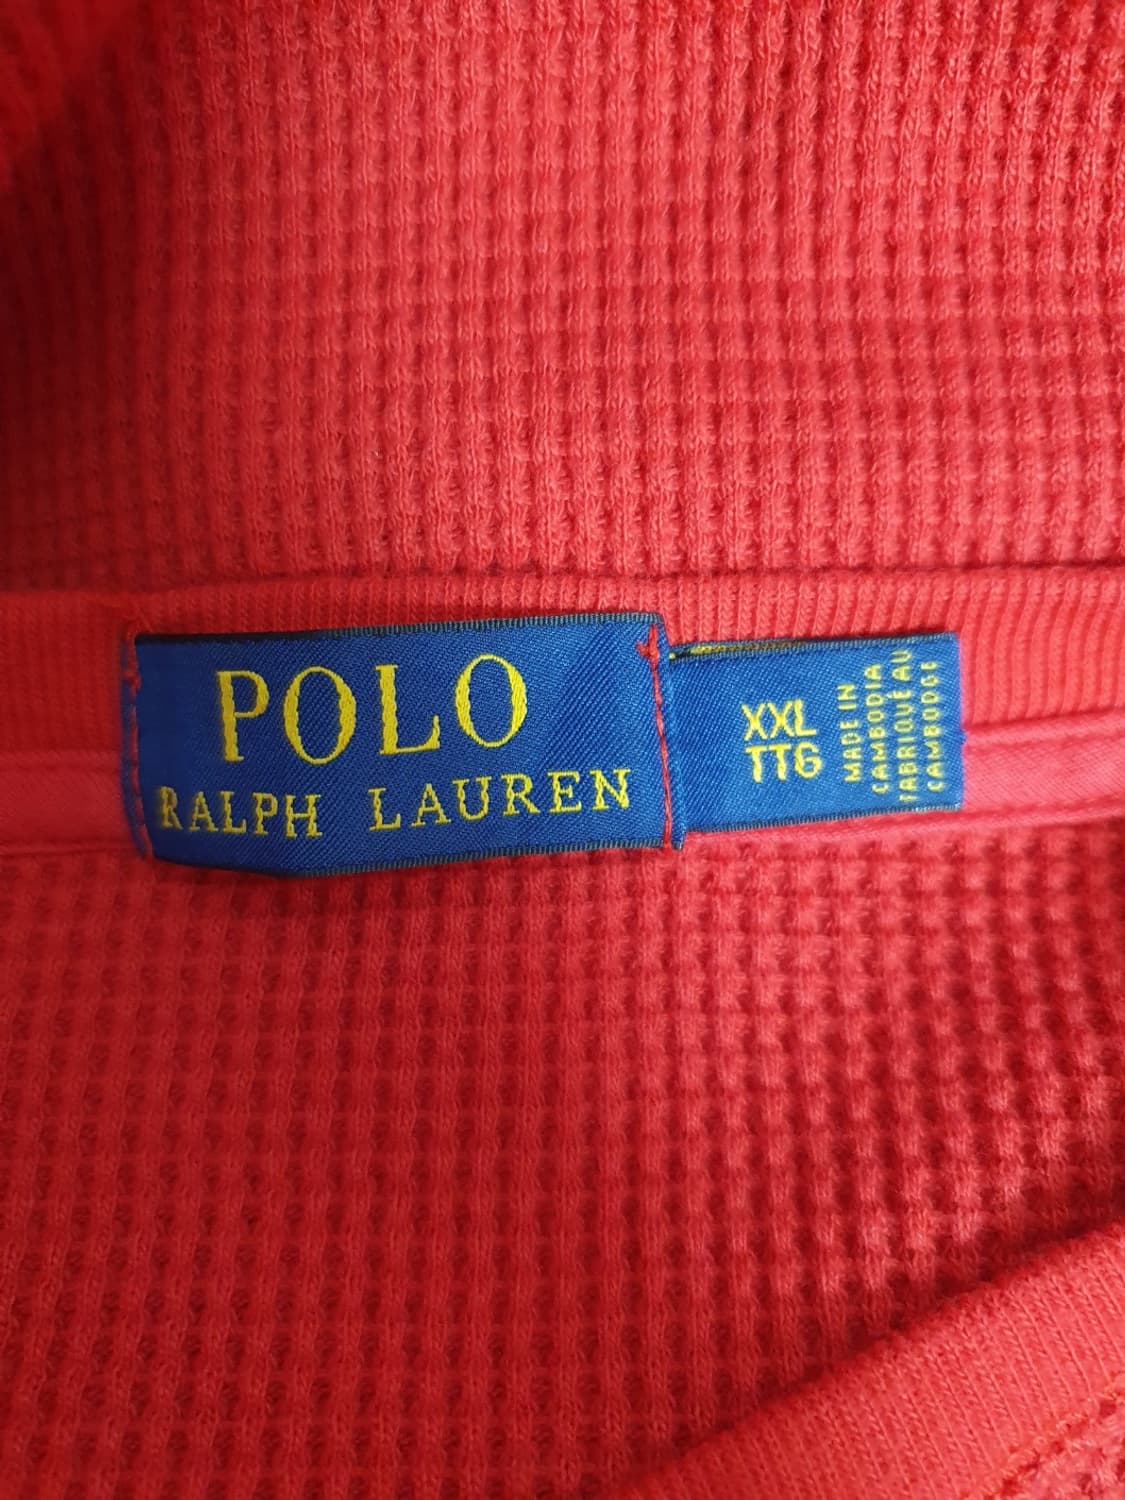 POLO
RALPH LAUREN
XXL
TTG
MADE IN
CAMBODIA
FABRIQUÉ AU
CAMBODGE